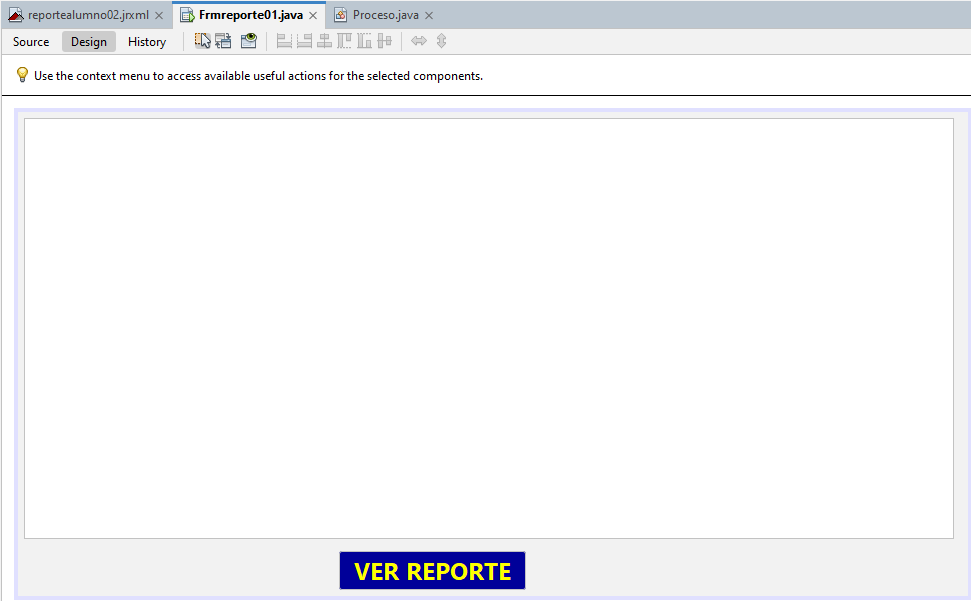 reportealumno02.jrxml Frmreporte01.java Proceso.java
Source Design History
Use the context menu to access available useful actions for the selected components.
VER REPORTE